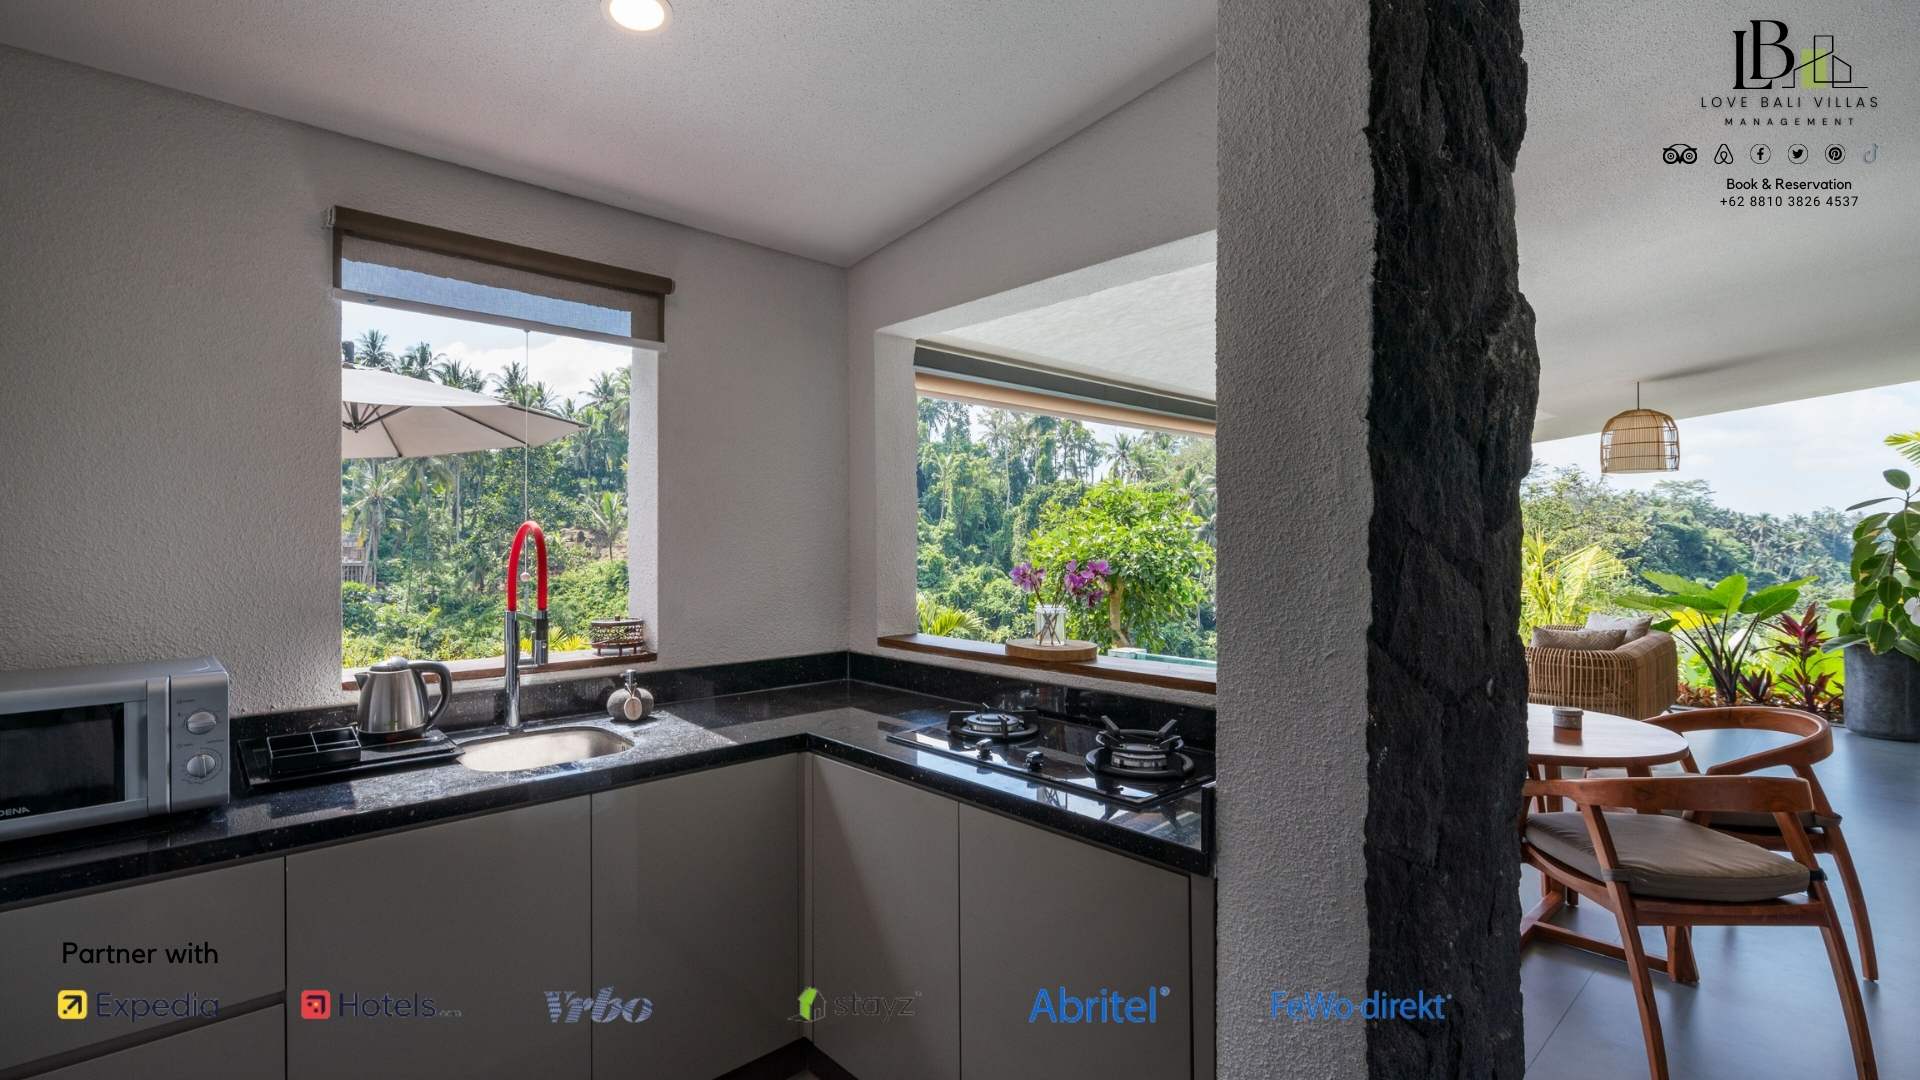 LB
LOVE BALI VILLAS
MANAGEMENT
Book & Reservation
+62 8810 3826 4537
DENA
Partner with
Expedia
Hotels.com
Vrbo
stayz
Abritel®
FeWo-direkt®